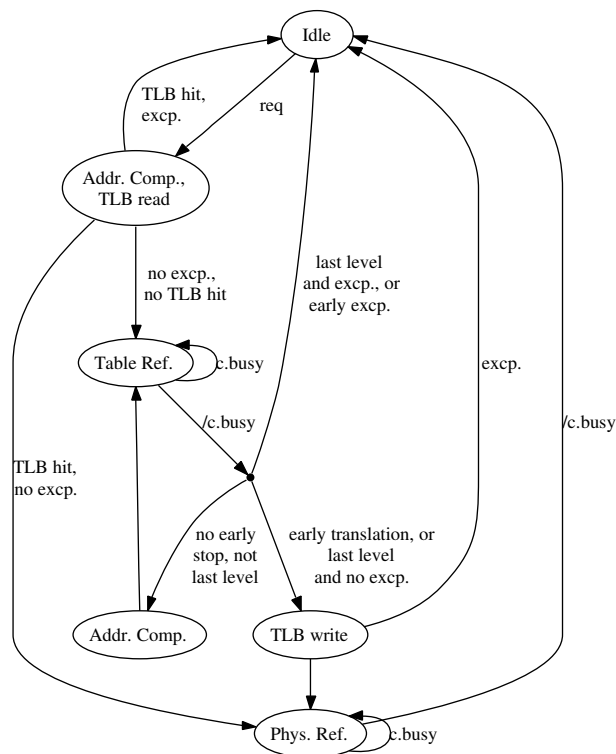 Idle
TLB hit,
excp.
req
Addr. Comp.,
TLB read
no excp.,
no TLB hit
last level
and excp., or
early excp.
Table Ref.
c.busy
excp.
/c.busy
/c.busy
TLB hit,
no excp.
no early
stop, not
last level
early translation, or
last level
and no excp.
Addr. Comp.
TLB write
Phys. Ref.
c.busy